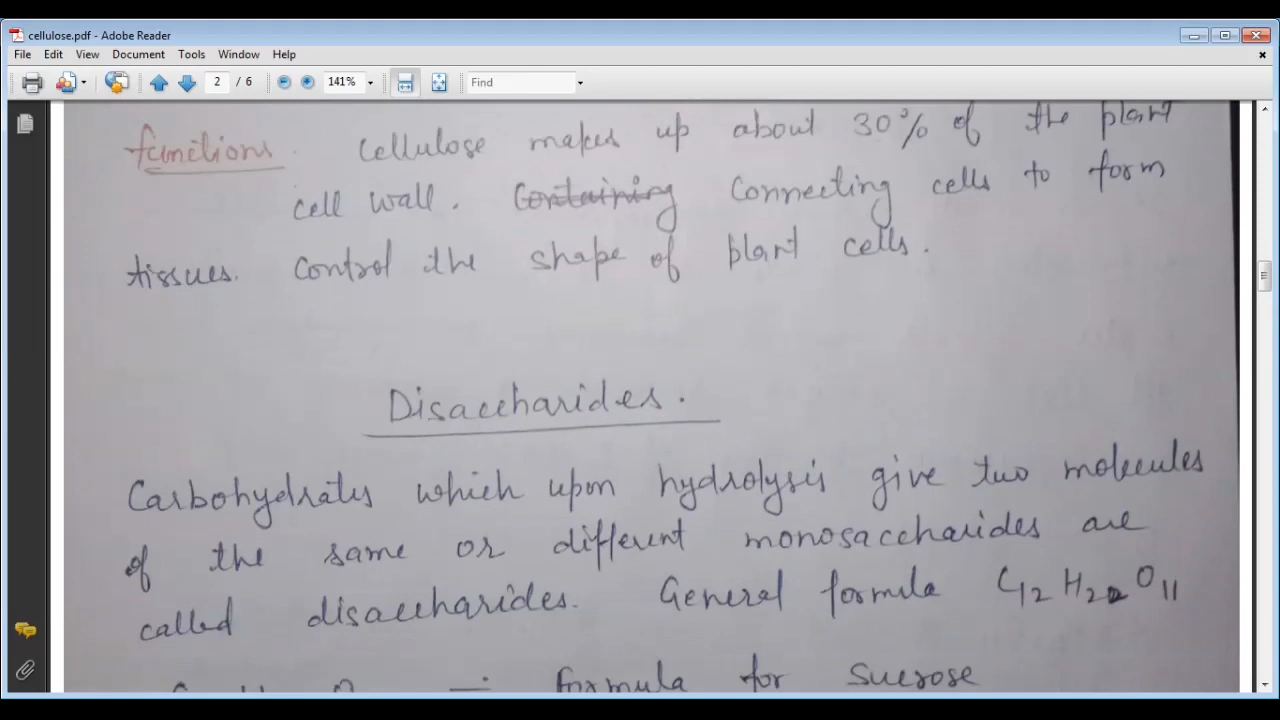 cellulose.pdf - Adobe Reader
File Edit View Document Tools Window Help
2 / 6 141% Find
functions. Cellulose makes up about 30% of the plant
cell wall. Containing Connecting cells to form
tissues. Control the shape of plant cells.
Disaccharides.
Carbohydrates which upon hydrolysis give two molecules
of the same or different monosaccharides are
called disaccharides. General formula C12 H22 O11
formula for sucrose